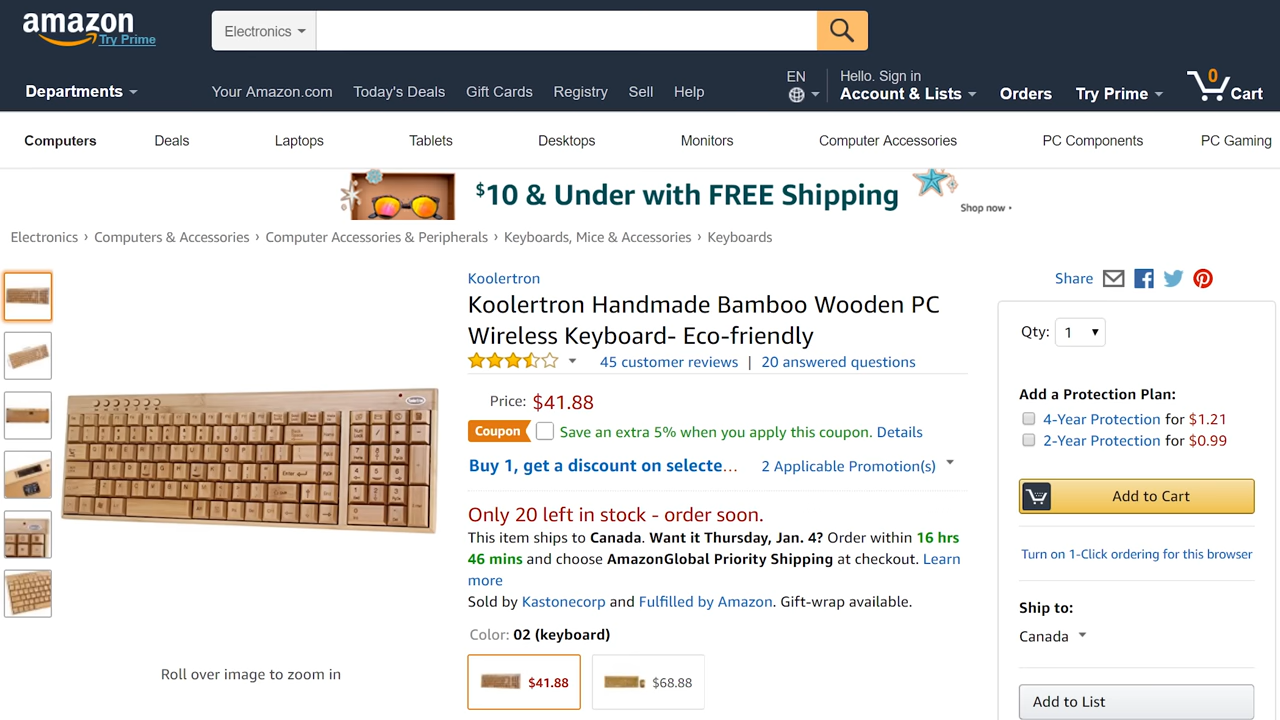 amazon
Try Prime
Electronics
Departments
Your Amazon.com
Today's Deals
Gift Cards
Registry
Sell
Help
EN
Hello. Sign in
Account & Lists
Orders
Try Prime
0
Cart
Computers
Deals
Laptops
Tablets
Desktops
Monitors
Computer Accessories
PC Components
PC Gaming
$10 & Under with FREE Shipping
Shop now
Electronics › Computers & Accessories › Computer Accessories & Peripherals › Keyboards, Mice & Accessories › Keyboards
Koolertron
Koolertron Handmade Bamboo Wooden PC
Wireless Keyboard- Eco-friendly
45 customer reviews | 20 answered questions
Price: $41.88
Coupon Save an extra 5% when you apply this coupon. Details
Buy 1, get a discount on selecte... 2 Applicable Promotion(s)
Only 20 left in stock - order soon.
This item ships to Canada. Want it Thursday, Jan. 4? Order within 16 hrs
46 mins and choose AmazonGlobal Priority Shipping at checkout. Learn
more
Sold by Kastonecorp and Fulfilled by Amazon. Gift-wrap available.
Color: 02 (keyboard)
$41.88
$68.88
Roll over image to zoom in
Share
Qty: 1
Add a Protection Plan:
4-Year Protection for $1.21
2-Year Protection for $0.99
Add to Cart
Turn on 1-Click ordering for this browser
Ship to:
Canada
Add to List